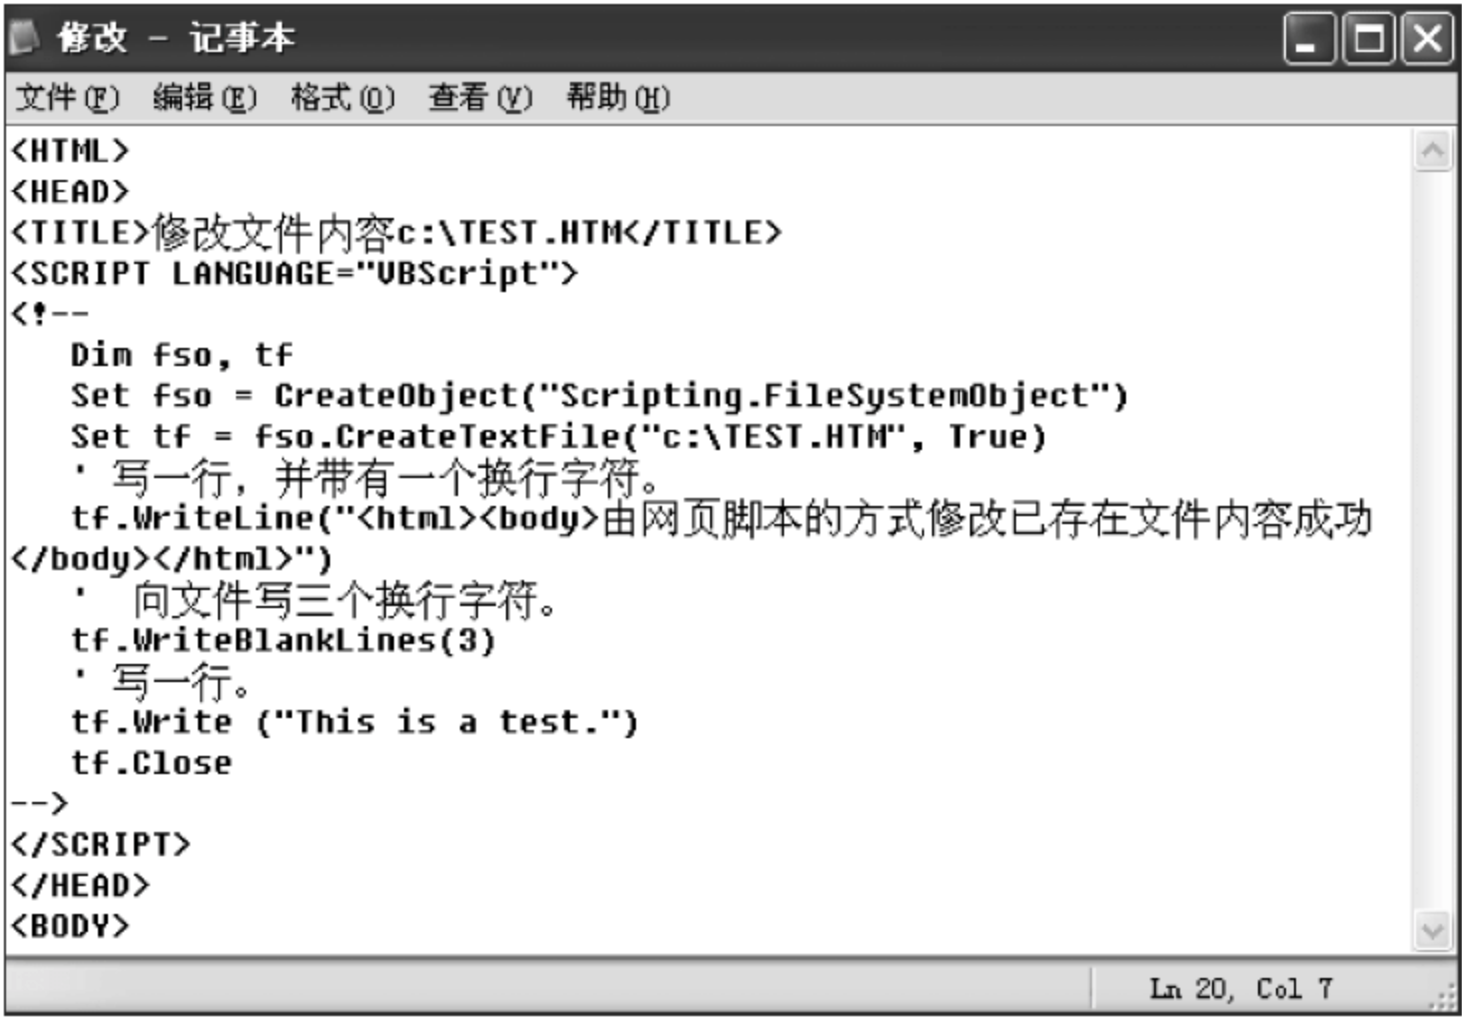 修改 - 记事本
文件(F) 编辑(E) 格式(O) 查看(V) 帮助(H)
<HTML>
<HEAD>
<TITLE>修改文件内容c:\TEST.HTM</TITLE>
<SCRIPT LANGUAGE="VBScript">
<!--
Dim fso, tf
Set fso = CreateObject("Scripting.FileSystemObject")
Set tf = fso.CreateTextFile("c:\TEST.HTM", True)
' 写一行，并带有一个换行字符。
tf.WriteLine("<html><body>由网页脚本的方式修改已存在文件内容成功
</body></html>")
' 向文件写三个换行字符。
tf.WriteBlankLines(3)
' 写一行。
tf.Write ("This is a test.")
tf.Close
-->
</SCRIPT>
</HEAD>
<BODY>
Ln 20, Col 7